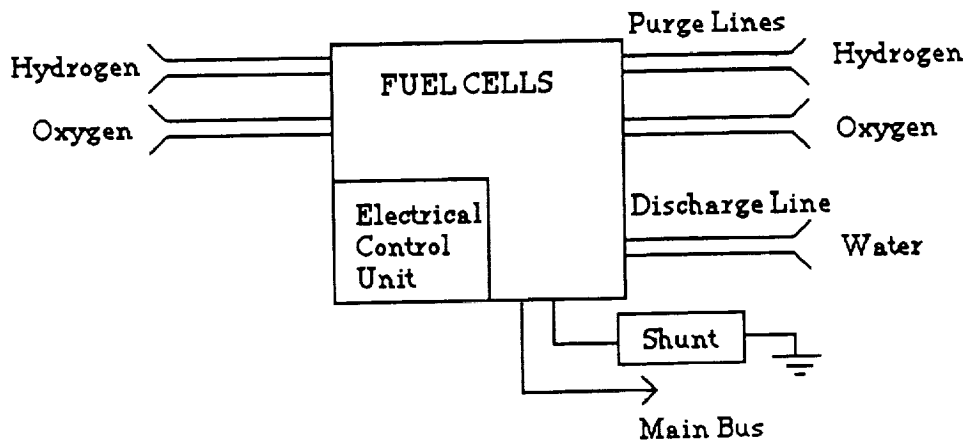 Purge Lines
Hydrogen
Hydrogen
FUEL CELLS
Oxygen
Oxygen
Electrical
Control
Unit
Discharge Line
Water
Shunt
Main Bus